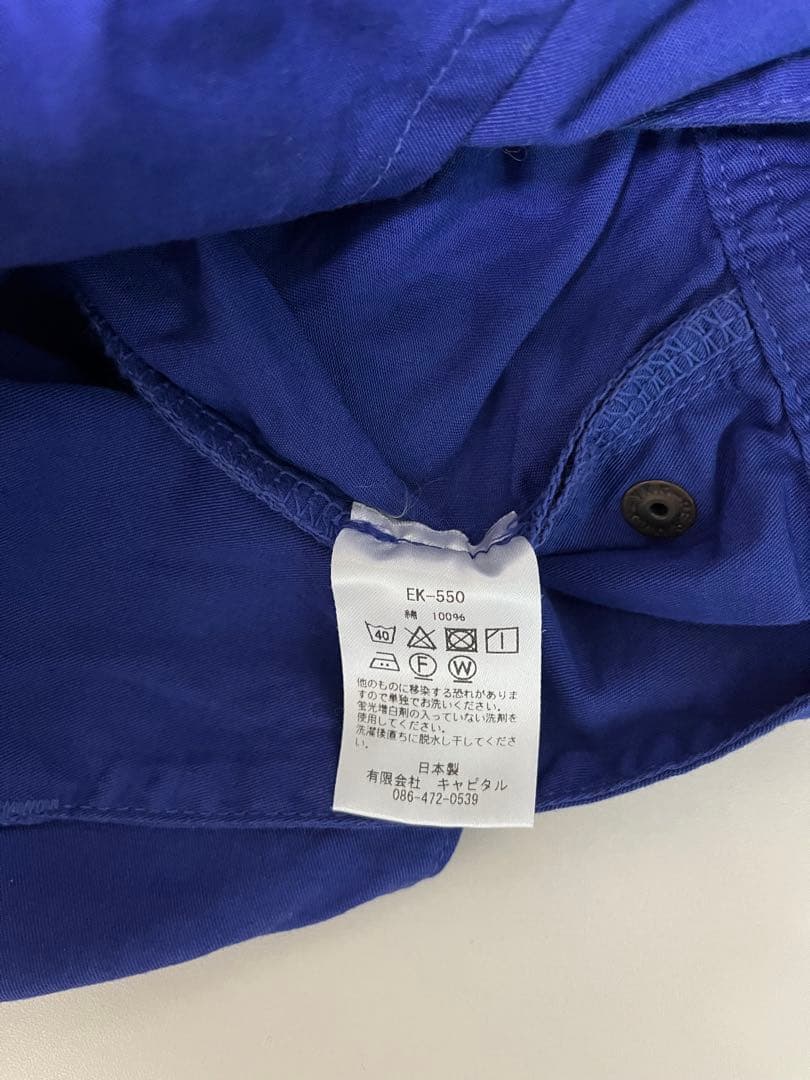 EK-550
綿 100%
40
F W
他のものに移染する恐れがありま
すので単独でお洗いください。
蛍光増白剤の入っていない洗剤を
使用してください。
洗濯後直ちに脱水し干してくださ
い。
日本製
有限会社 キャピタル
086-472-0539